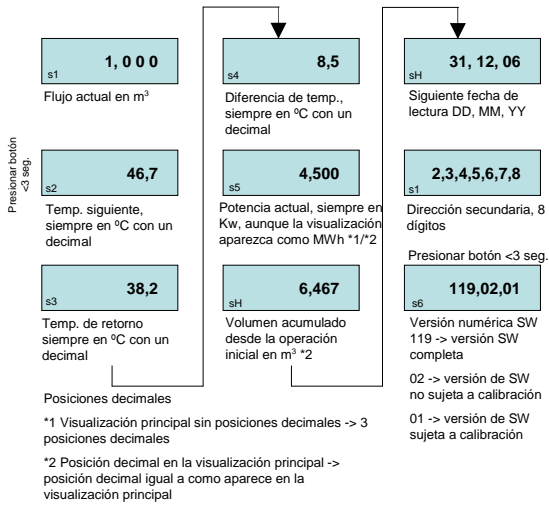 Presionar botón
<3 seg.
1, 0 0 0
s1
Flujo actual en m³
46,7
s2
Temp. siguiente,
siempre en ºC con un
decimal
38,2
s3
Temp. de retorno
siempre en ºC con un
decimal
8,5
s4
Diferencia de temp.,
siempre en ºC con un
decimal
4,500
s5
Potencia actual, siempre en
Kw, aunque la visualización
aparezca como MWh *1/*2
6,467
sH
Volumen acumulado
desde la operación
inicial en m³ *2
31, 12, 06
sH
Siguiente fecha de
lectura DD, MM, YY
2,3,4,5,6,7,8
s1
Dirección secundaria, 8
dígitos
Presionar botón <3 seg.
119,02,01
s6
Versión numérica SW
119 -> versión SW
completa
02 -> versión de SW
no sujeta a calibración
01 -> versión de SW
sujeta a calibración
Posiciones decimales
*1 Visualización principal sin posiciones decimales -> 3
posiciones decimales
*2 Posición decimal en la visualización principal ->
posición decimal igual a como aparece en la
visualización principal